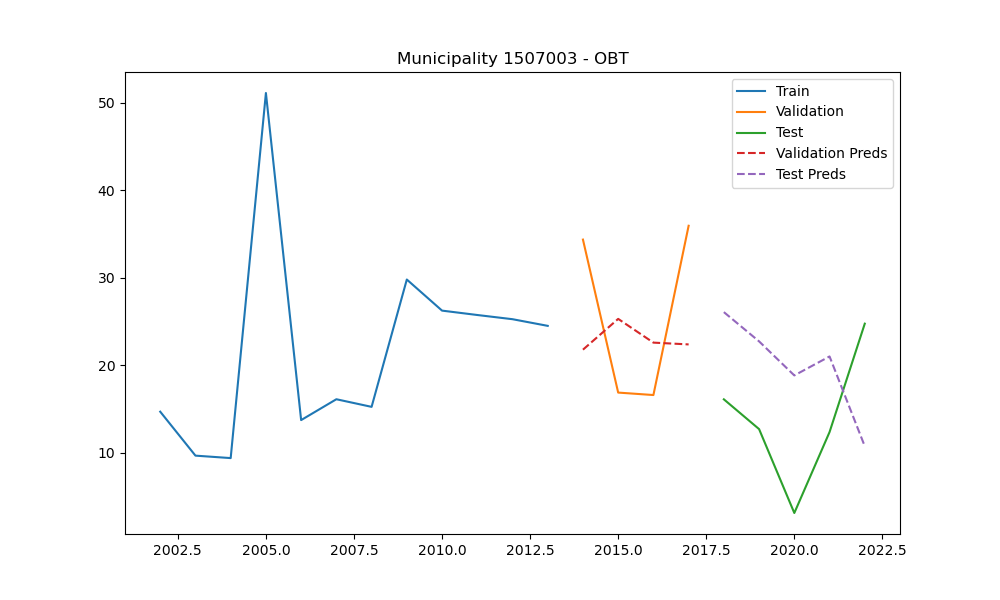 Municipality 1507003 - OBT
Train
Validation
Test
Validation Preds
Test Preds
50
40
30
20
10
2002.5 2005.0 2007.5 2010.0 2012.5 2015.0 2017.5 2020.0 2022.5